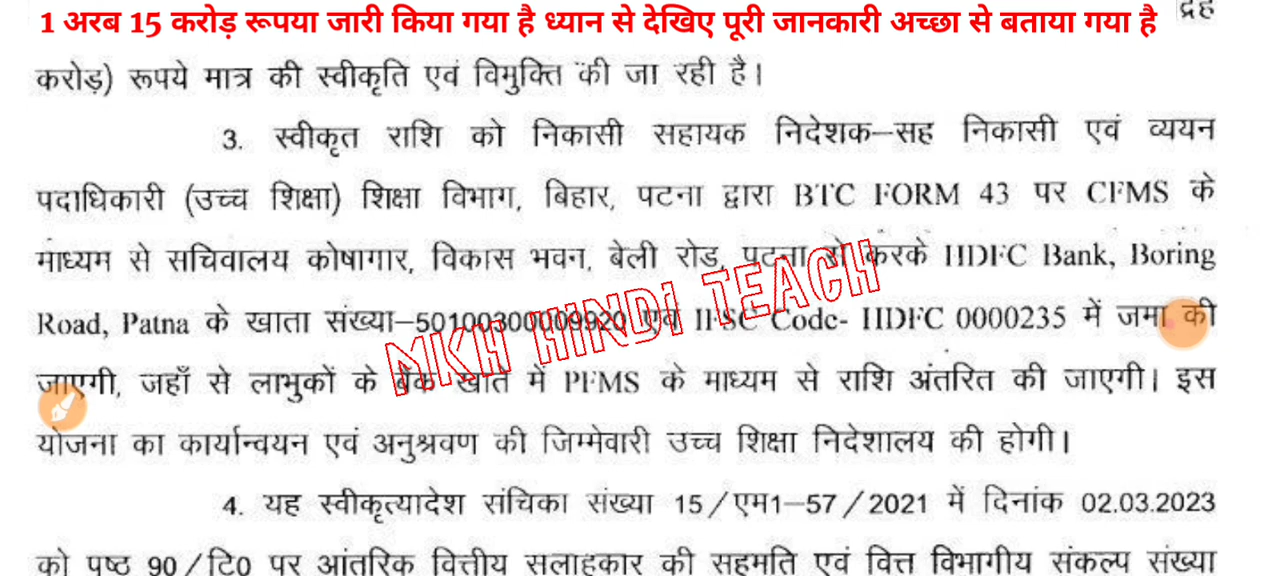 1 अरब 15 करोड़ रूपया जारी किया गया है ध्यान से देखिए पूरी जानकारी अच्छा से बताया गया है
करोड़) रूपये मात्र की स्वीकृति एवं विमुक्ति की जा रही है।
3. स्वीकृत राशि को निकासी सहायक निदेशक–सह निकासी एवं व्ययन
पदाधिकारी (उच्च शिक्षा) शिक्षा विभाग, बिहार, पटना द्वारा BTC FORM 43 पर CFMS के
माध्यम से सचिवालय कोषागार, विकास भवन, बेली रोड, पटना से करके HDFC Bank, Boring
Road, Patna के खाता संख्या–50100300009920 एवं IFSC Code- HDFC 0000235 में जमा की
जाएगी, जहाँ से लाभुकों के बैंक खाते में PFMS के माध्यम से राशि अंतरित की जाएगी। इस
योजना का कार्यान्वयन एवं अनुश्रवण की जिम्मेवारी उच्च शिक्षा निदेशालय की होगी।
4. यह स्वीकृत्यादेश संचिका संख्या 15/एम1–57/2021 में दिनांक 02.03.2023
को पृष्ठ 90/टि0 पर आंतरिक वित्तीय सलाहकार की सहमति एवं वित्त विभागीय संकल्प संख्या
MKH HINDI TEACH